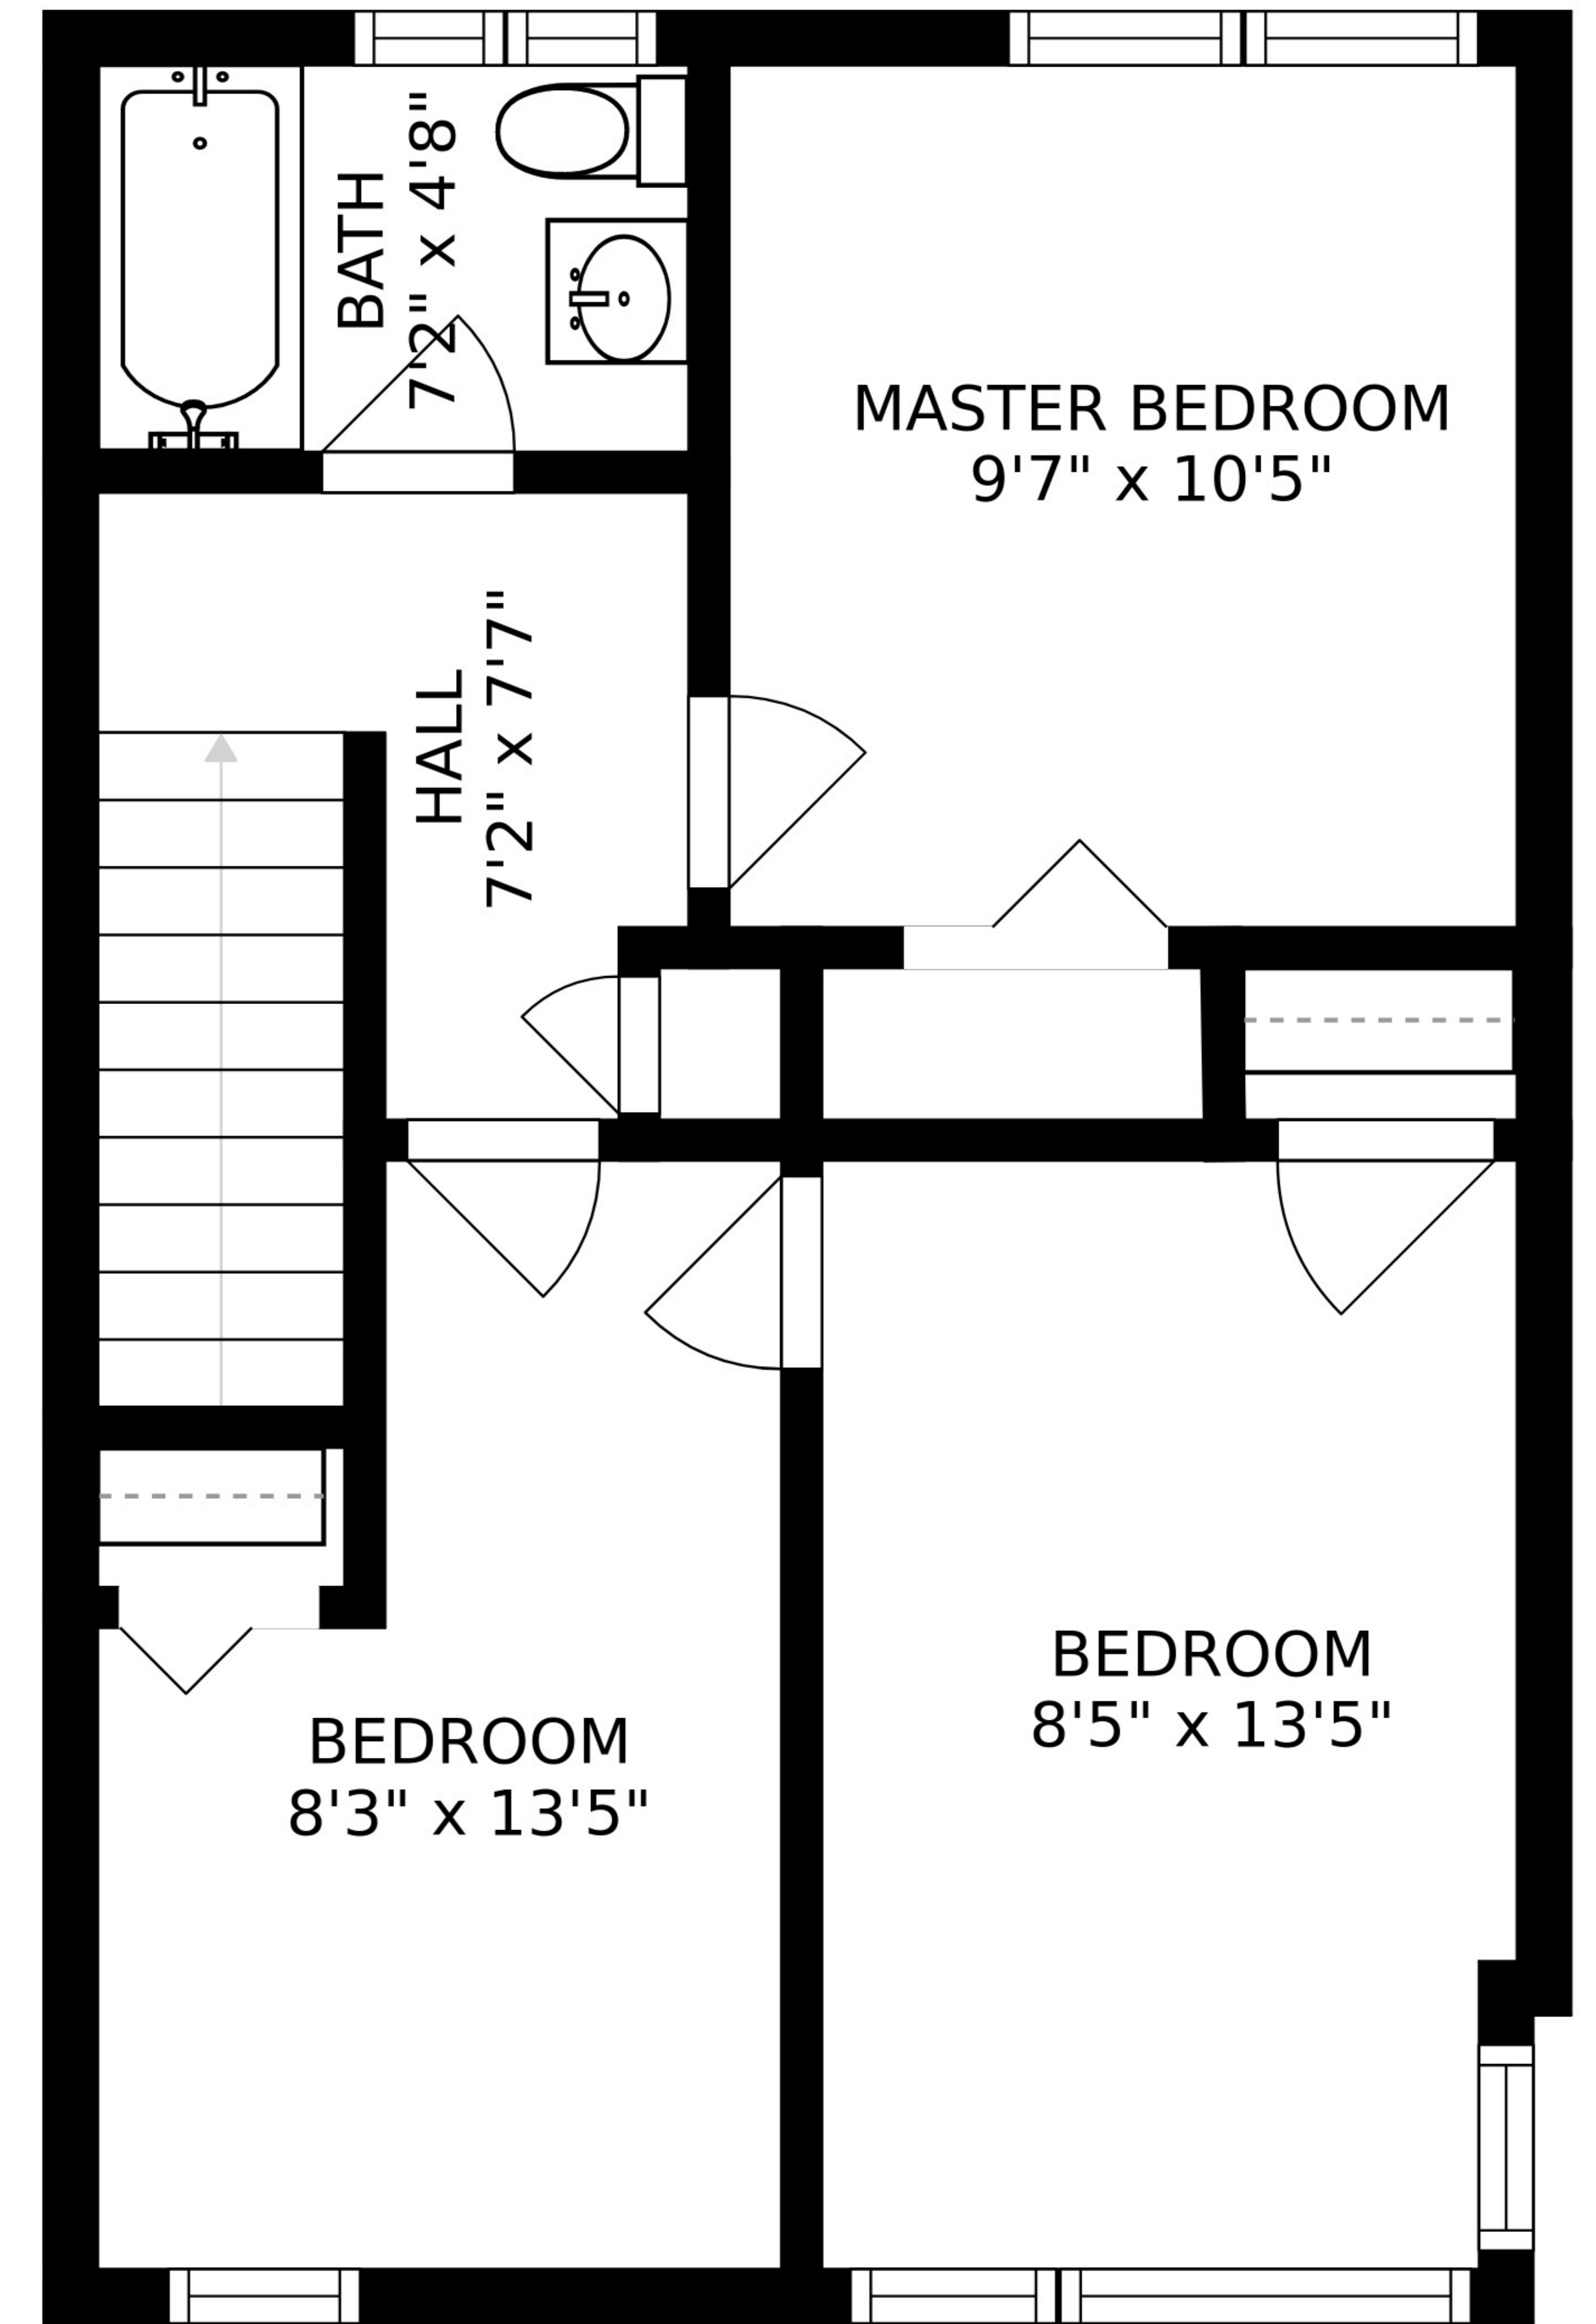 BATH
7'2" x 4'8"
MASTER BEDROOM
9'7" x 10'5"
HALL
7'2" x 7'7"
BEDROOM
8'5" x 13'5"
BEDROOM
8'3" x 13'5"